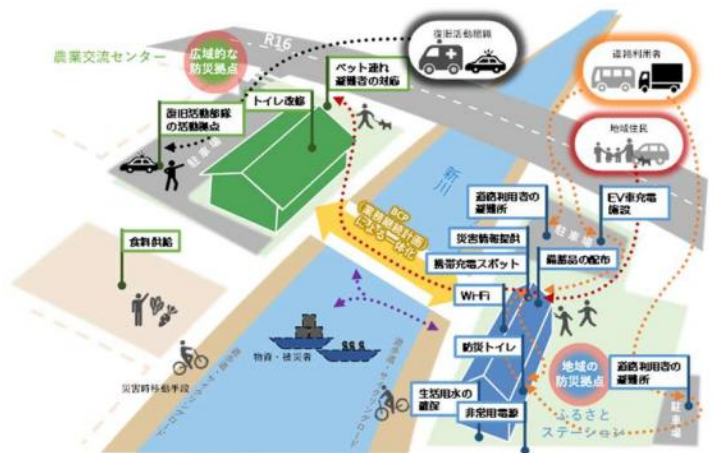 農業交流センター
広域的な
防災拠点
R16
ペット連れ
避難者の対応
復旧活動部隊
道路利用者
地域住民
トイレ改修
復旧活動部隊
の活動拠点
駐車場
新川
BCP
(業務継続計画)
による一体化
道路利用者の
避難所
EV車充電
施設
駐車場
災害情報提供
携帯充電スポット
備蓄品の配布
Wi-Fi
食料供給
防災トイレ
地域の
防災拠点
道路利用者の
避難所
物資・被災者
災害時移動手段
生活用水の
確保
非常用電源
ふるさと
ステーション
駐車場